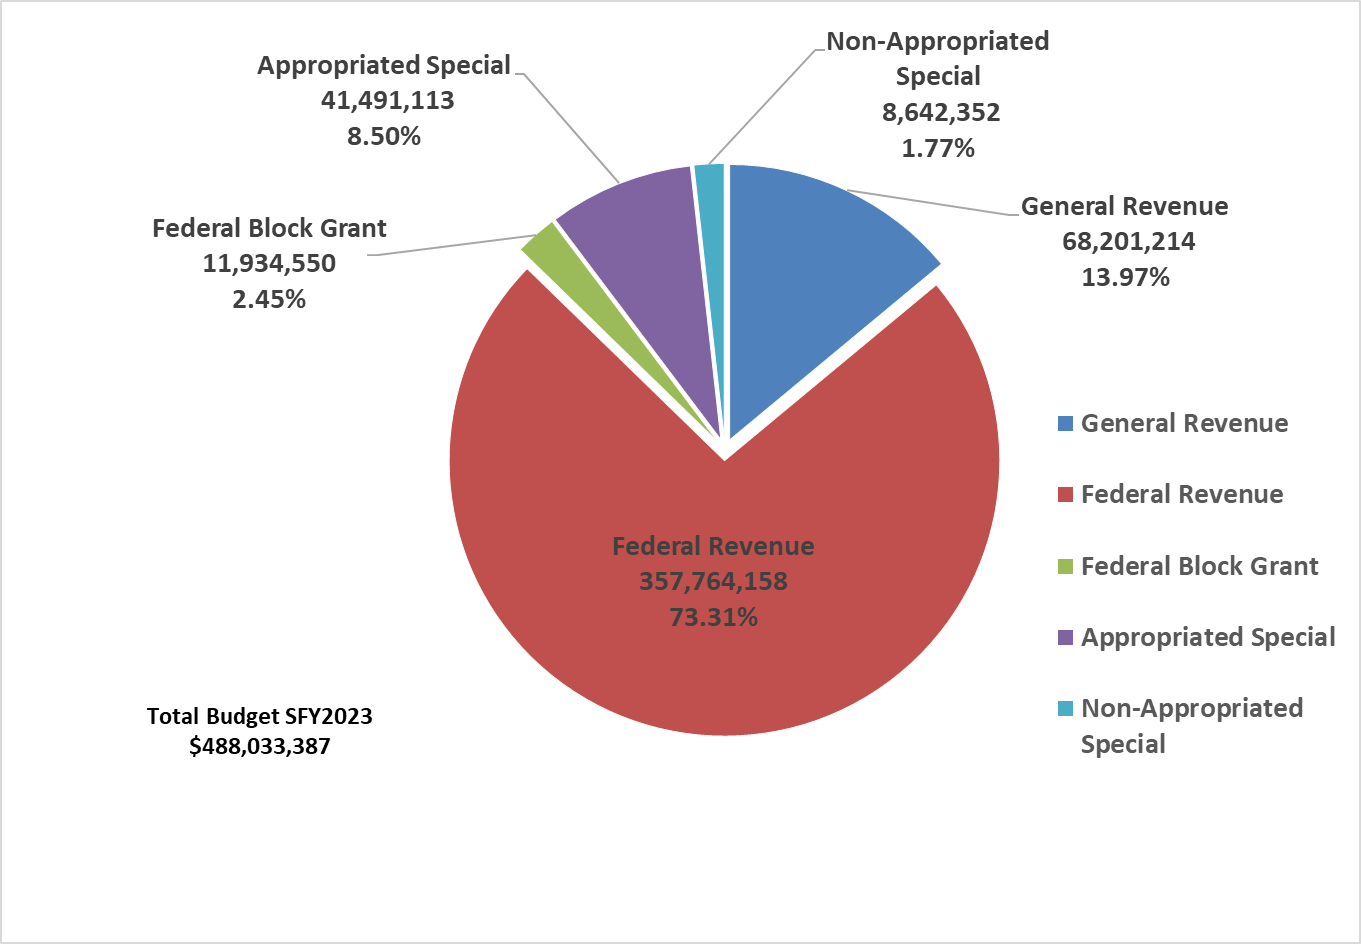 Non-Appropriated
Special
8,642,352
1.77%
Appropriated Special
41,491,113
8.50%
General Revenue
68,201,214
13.97%
Federal Block Grant
11,934,550
2.45%
Federal Revenue
357,764,158
73.31%
General Revenue
Federal Revenue
Federal Block Grant
Appropriated Special
Non-Appropriated
Special
Total Budget SFY2023
$488,033,387